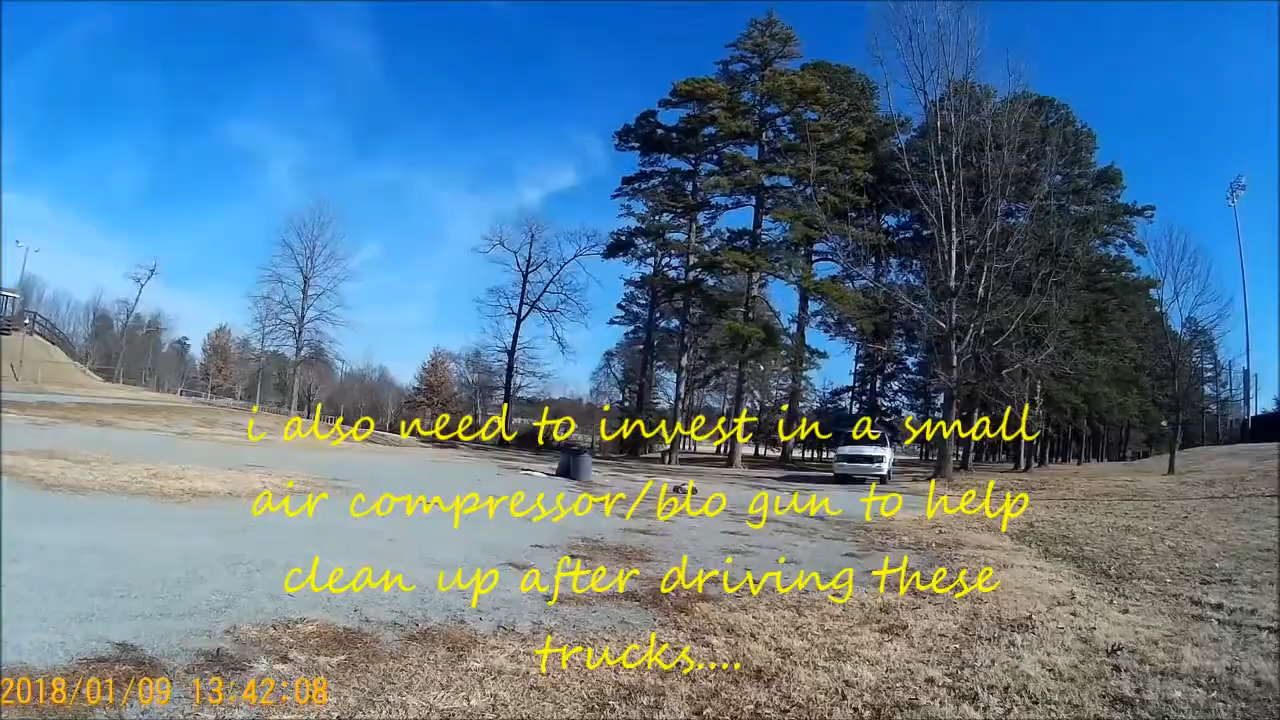 i also need to invest in a small
air compressor/blo gun to help
clean up after driving these
trucks....
2018/01/09 13:42:08